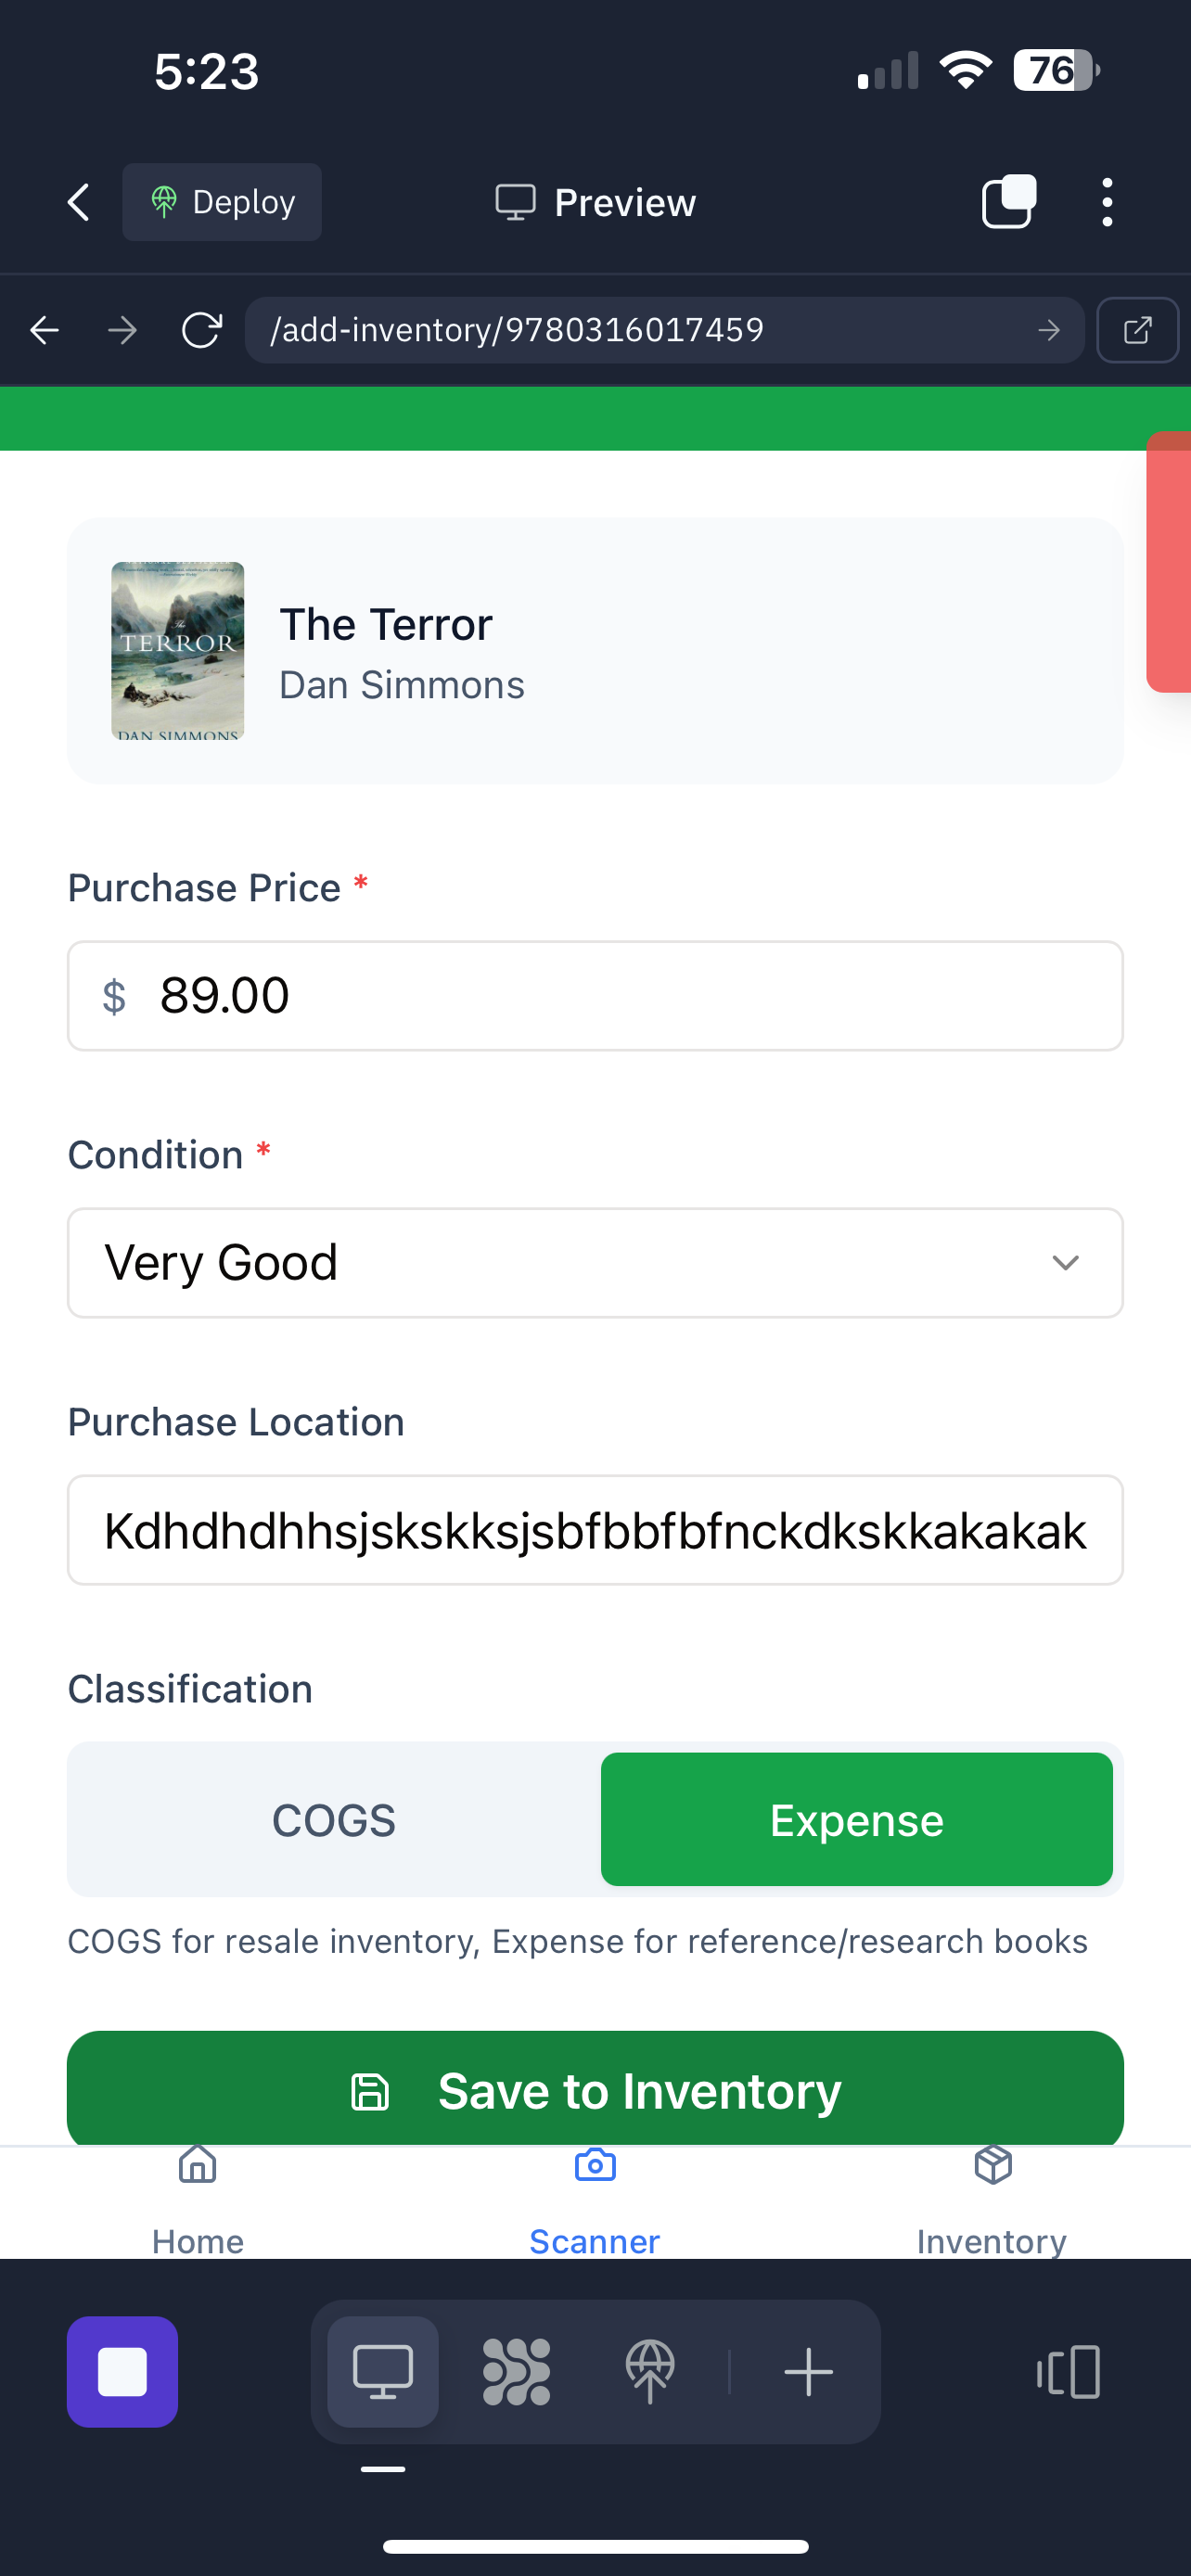 5:23
76
Deploy
Preview
/add-inventory/9780316017459
The
TERROR
DAN SIMMONS
The Terror
Dan Simmons
Purchase Price *
$ 89.00
Condition *
Very Good
Purchase Location
Kdhdhdhhsjskskksjsbfbbfbfnckdkskkakakak
Classification
COGS
Expense
COGS for resale inventory, Expense for reference/research books
Save to Inventory
Home
Scanner
Inventory